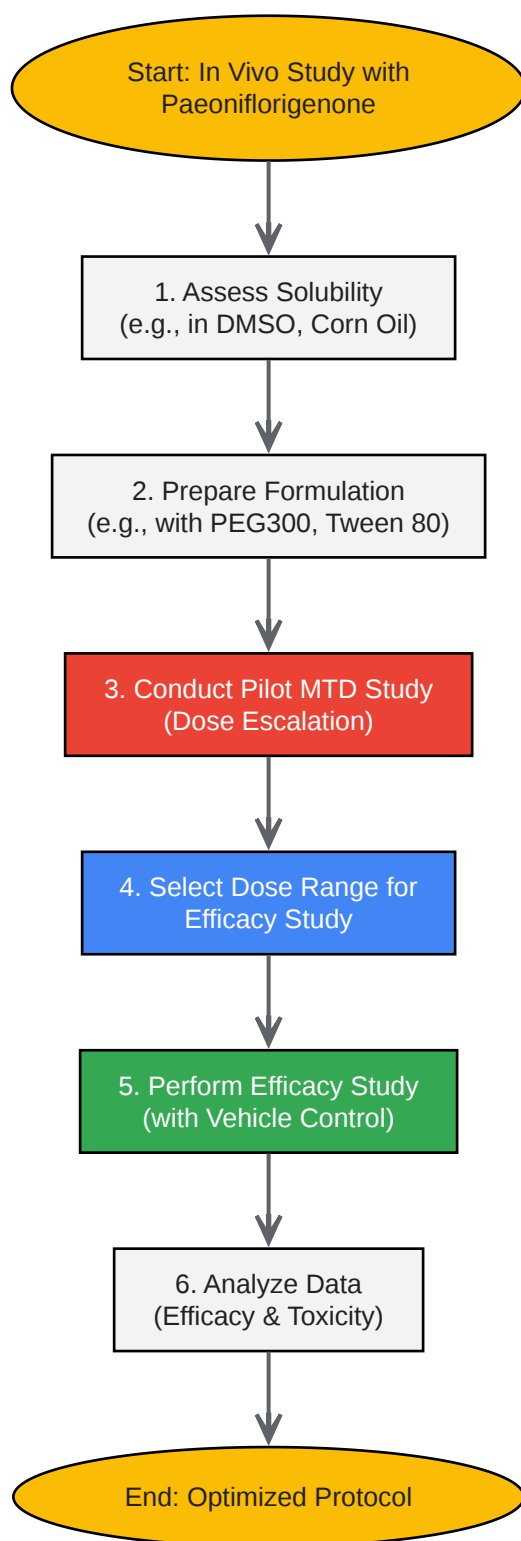 Start: In Vivo Study with
Paeoniflorigenone
1. Assess Solubility
(e.g., in DMSO, Corn Oil)
2. Prepare Formulation
(e.g., with PEG300, Tween 80)
3. Conduct Pilot MTD Study
(Dose Escalation)
4. Select Dose Range for
Efficacy Study
5. Perform Efficacy Study
(with Vehicle Control)
6. Analyze Data
(Efficacy & Toxicity)
End: Optimized Protocol